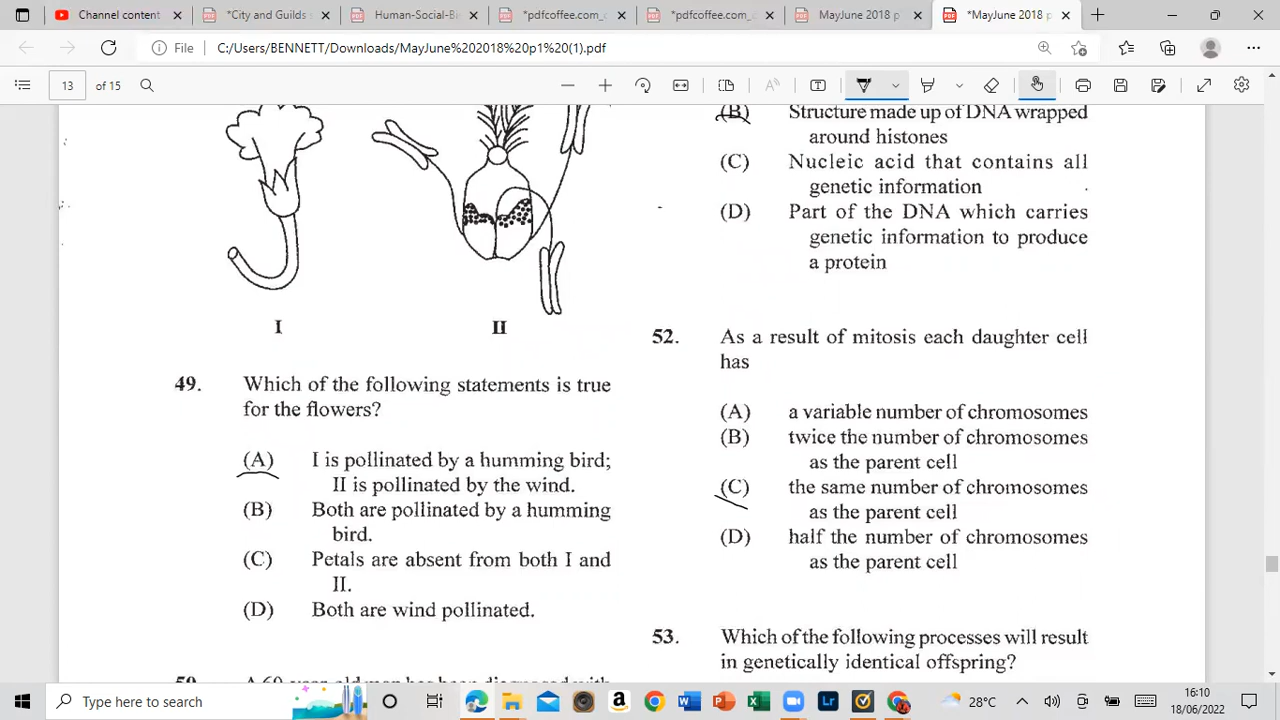 Channel content
*C and Guilds s
Human-Social-Bi
*pdfcoffee.com_c
*pdfcoffee.com_
MayJune 2018 p
*MayJune 2018 p
File
C:/Users/BENNETT/Downloads/MayJune%202018%20p1%20(1).pdf
13 of 15
I
II
49. Which of the following statements is true
for the flowers?
(A) I is pollinated by a humming bird;
II is pollinated by the wind.
(B) Both are pollinated by a humming
bird.
(C) Petals are absent from both I and
II.
(D) Both are wind pollinated.
(B) Structure made up of DNA wrapped
around histones
(C) Nucleic acid that contains all
genetic information
(D) Part of the DNA which carries
genetic information to produce
a protein
52. As a result of mitosis each daughter cell
has
(A) a variable number of chromosomes
(B) twice the number of chromosomes
as the parent cell
(C) the same number of chromosomes
as the parent cell
(D) half the number of chromosomes
as the parent cell
53. Which of the following processes will result
in genetically identical offspring?
Type here to search
28°C
16:10
18/06/2022